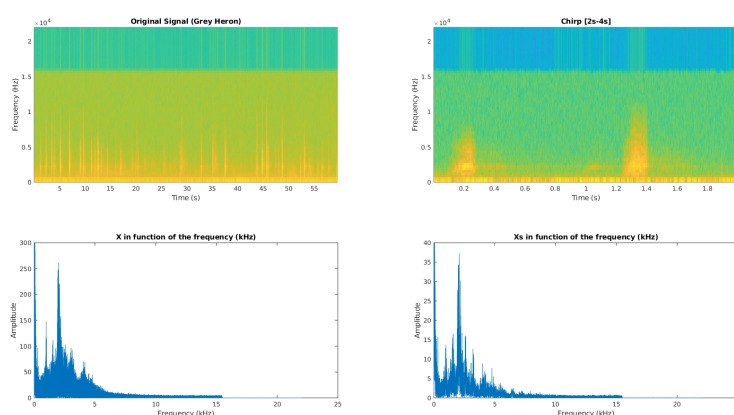 Original Signal (Grey Heron)
×10⁴
2
1.5
1
0.5
0
Frequency (Hz)
5 10 15 20 25 30 35 40 45 50 55
Time (s)
Chirp [2s-4s]
×10⁴
2
1.5
1
0.5
0
Frequency (Hz)
0.2 0.4 0.6 0.8 1 1.2 1.4 1.6 1.8
Time (s)
X in function of the frequency (kHz)
300
250
200
150
100
50
0
Amplitude
0 5 10 15 20 25
Frequency (kHz)
Xs in function of the frequency (kHz)
40
35
30
25
20
15
10
5
0
Amplitude
0 5 10 15 20
Frequency (kHz)